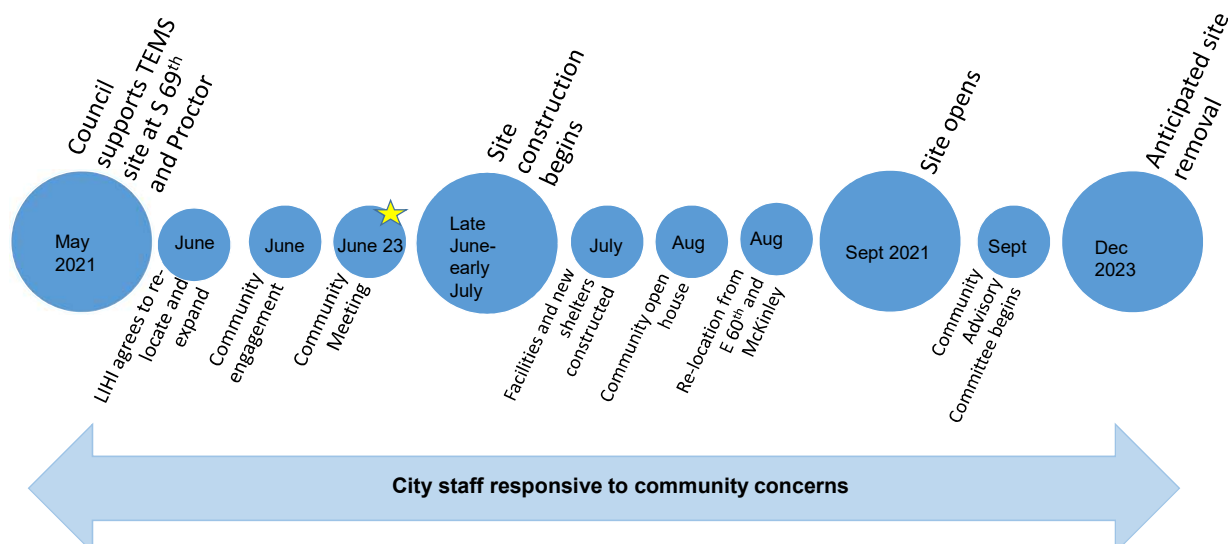 Council
supports TEMS
site at S 69th
and Proctor
May
2021
June
LIHI agrees to re-
locate and
expand
June
Community
engagement
June 23
Community
Meeting
Site
construction
begins
Late
June-
early
July
July
Facilities and new
shelters
constructed
Aug
Community open
house
Aug
Re-location from
E 60th and
McKinley
Site opens
Sept 2021
Sept
Community
Advisory
Committee begins
Anticipated site
removal
Dec
2023
City staff responsive to community concerns